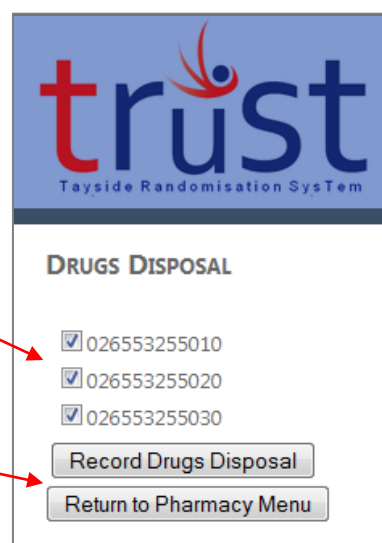 trust
Tayside Randomisation SysTem
DRUGS DISPOSAL
026553255010
026553255020
026553255030
Record Drugs Disposal
Return to Pharmacy Menu